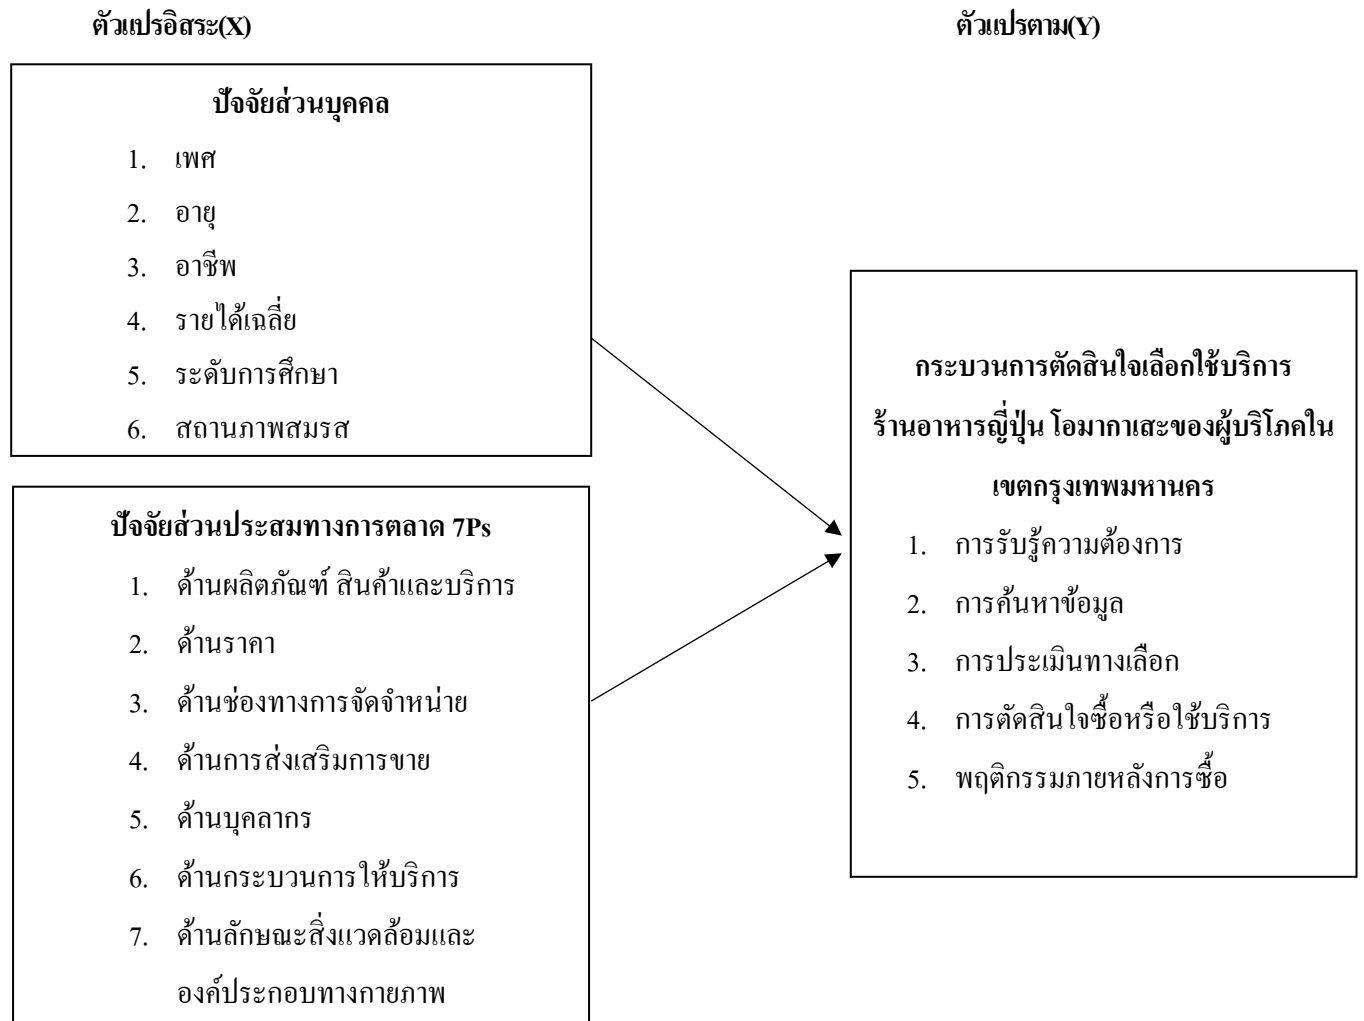 ตัวแปรอิสระ(X)
ตัวแปรตาม(Y)
ปัจจัยส่วนบุคคล
1. เพศ
2. อายุ
3. อาชีพ
4. รายได้เฉลี่ย
5. ระดับการศึกษา
6. สถานภาพสมรส
ปัจจัยส่วนประสมทางการตลาด 7Ps
1. ด้านผลิตภัณฑ์ สินค้าและบริการ
2. ด้านราคา
3. ด้านช่องทางการจัดจำหน่าย
4. ด้านการส่งเสริมการขาย
5. ด้านบุคลากร
6. ด้านกระบวนการให้บริการ
7. ด้านลักษณะสิ่งแวดล้อมและ
องค์ประกอบทางกายภาพ
กระบวนการตัดสินใจเลือกใช้บริการ
ร้านอาหารญี่ปุ่น โอมากาเสะของผู้บริโภคใน
เขตกรุงเทพมหานคร
1. การรับรู้ความต้องการ
2. การค้นหาข้อมูล
3. การประเมินทางเลือก
4. การตัดสินใจซื้อหรือใช้บริการ
5. พฤติกรรมภายหลังการซื้อ